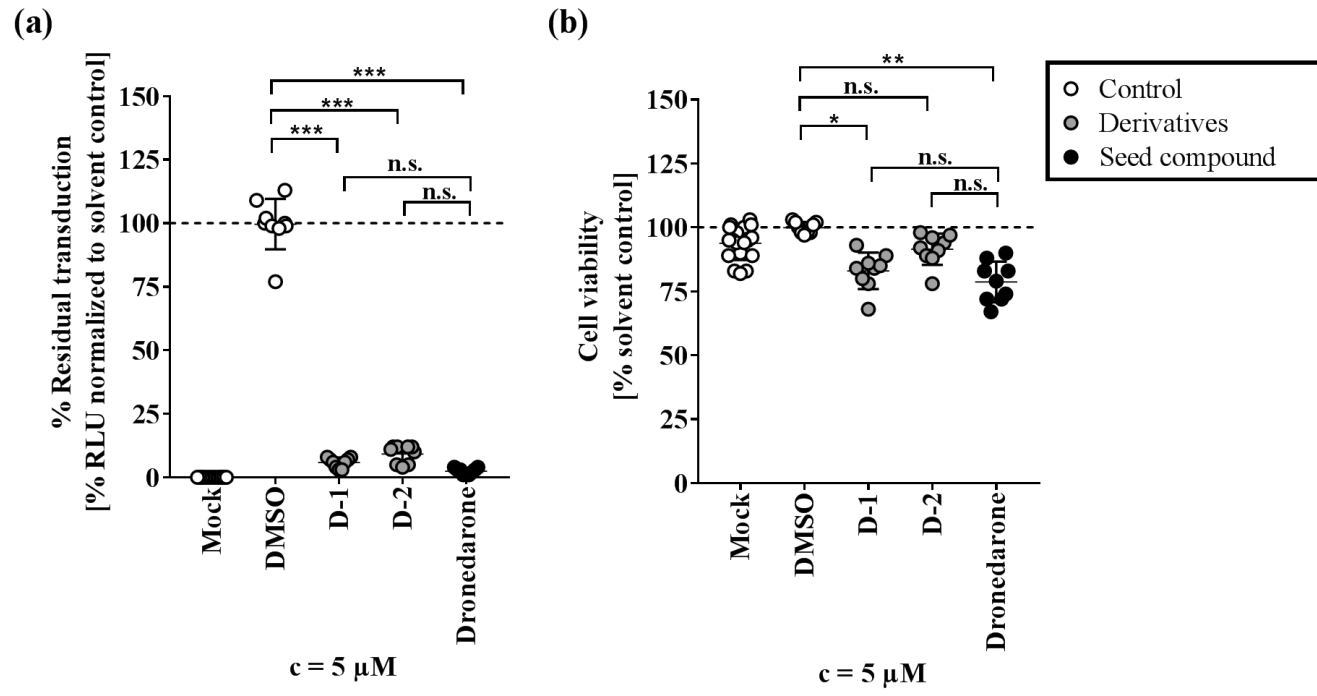 (a)
% Residual transduction
[% RLU normalized to solvent control]
150
125
100
75
50
25
0
***
***
***
n.s.
n.s.
Mock
DMSO
D-1
D-2
Dronedarone
c = 5 µM
(b)
Cell viability
[% solvent control]
150
125
100
75
50
25
0
**
n.s.
*
n.s.
n.s.
Mock
DMSO
D-1
D-2
Dronedarone
c = 5 µM
Control
Derivatives
Seed compound